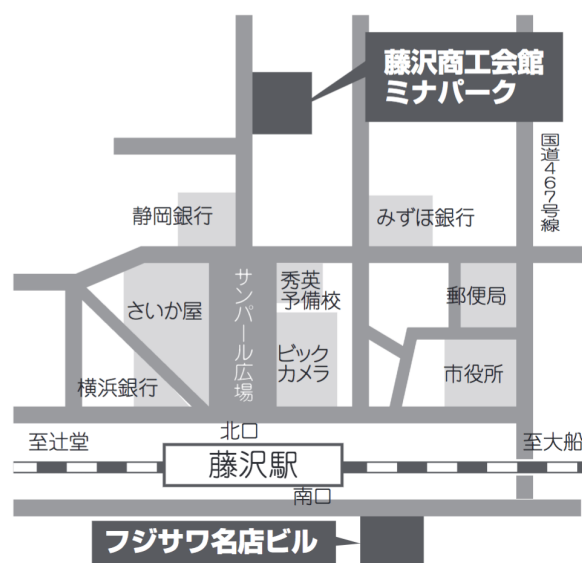 藤沢商工会館
ミナパーク
国道467号線
静岡銀行
みずほ銀行
サンパール広場
秀英
予備校
郵便局
さいか屋
ビック
カメラ
市役所
横浜銀行
北口
至辻堂
至大船
藤沢駅
南口
フジサワ名店ビル